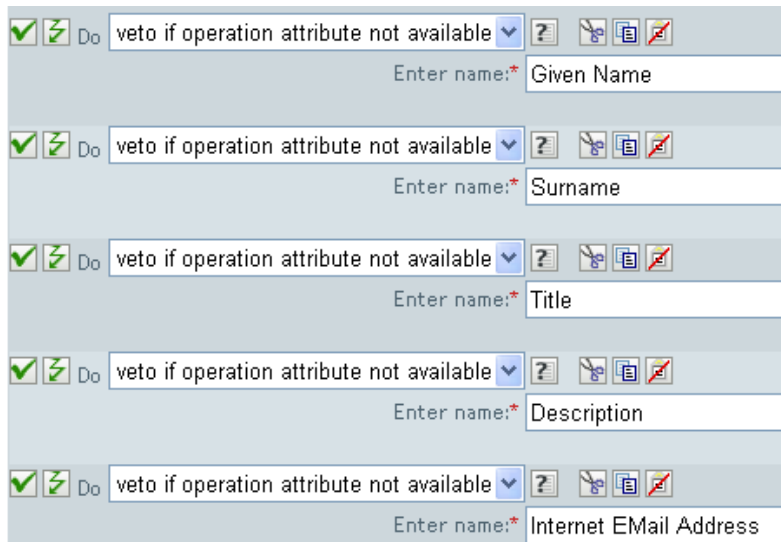 Do veto if operation attribute not available
Enter name:* Given Name
Do veto if operation attribute not available
Enter name:* Surname
Do veto if operation attribute not available
Enter name:* Title
Do veto if operation attribute not available
Enter name:* Description
Do veto if operation attribute not available
Enter name:* Internet EMail Address